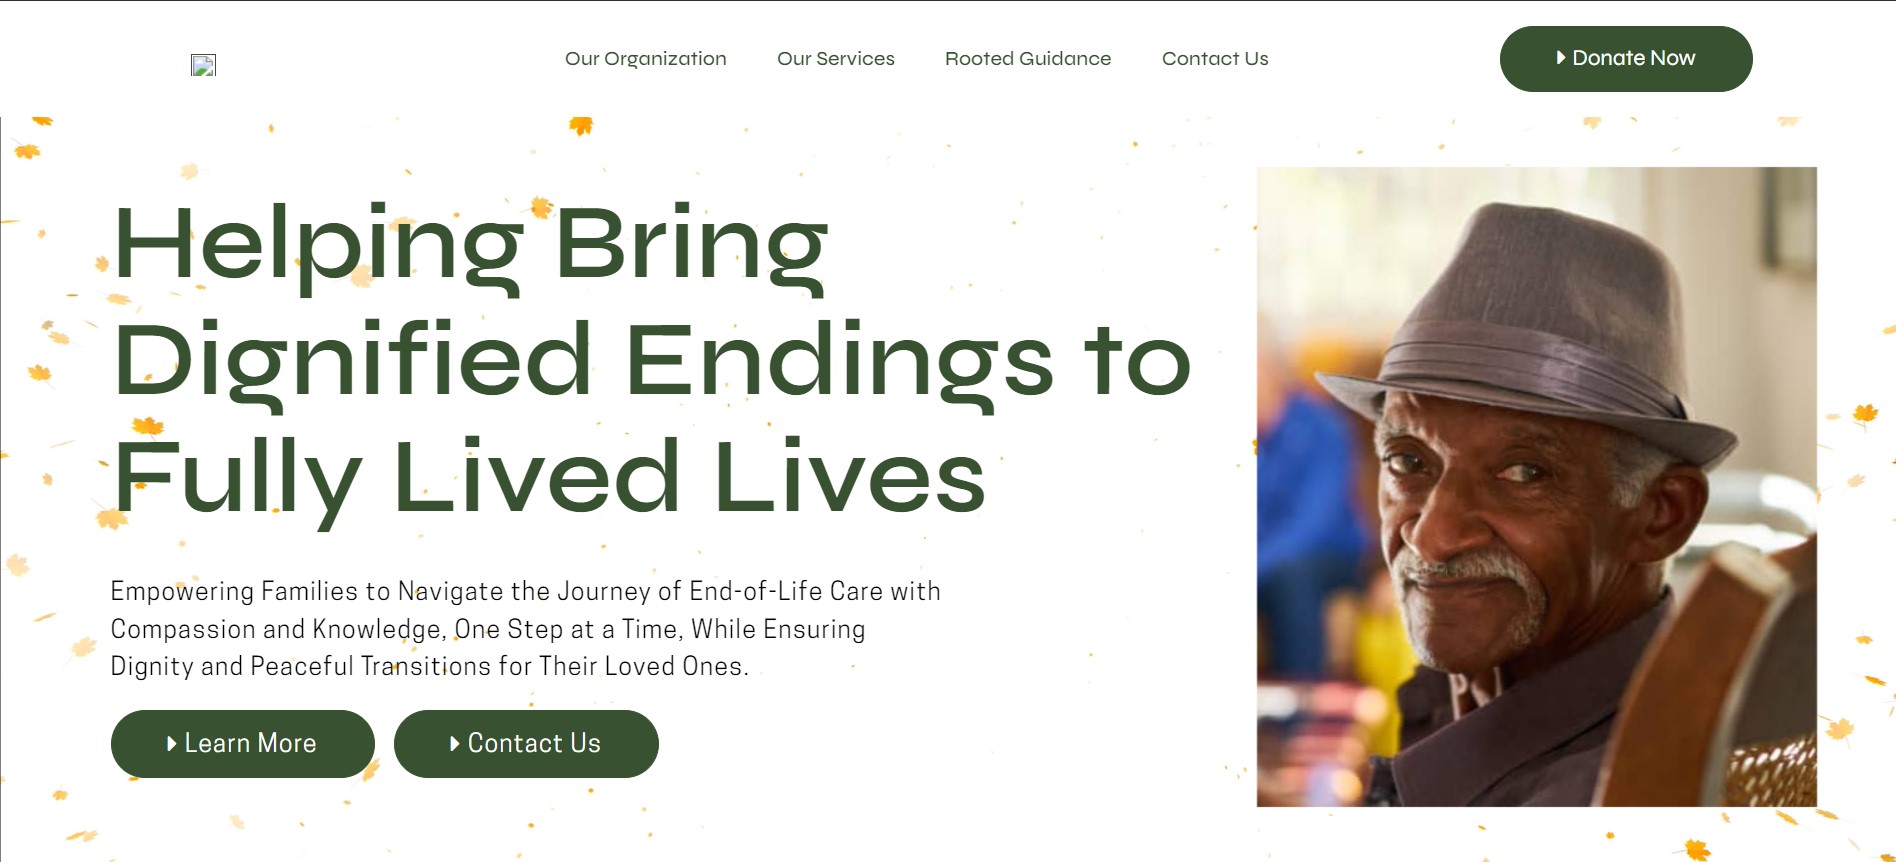 Our Organization
Our Services
Rooted Guidance
Contact Us
Donate Now
Helping Bring
Dignified Endings to
Fully Lived Lives
Empowering Families to Navigate the Journey of End-of-Life Care with
Compassion and Knowledge, One Step at a Time, While Ensuring
Dignity and Peaceful Transitions for Their Loved Ones.
Learn More
Contact Us